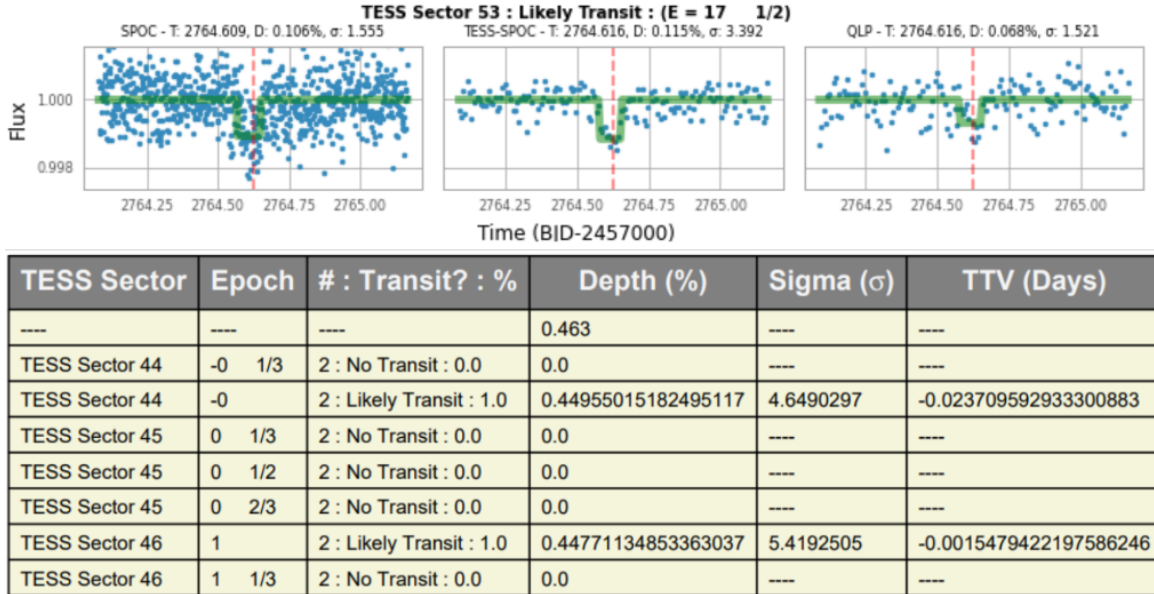 TESS Sector 53 : Likely Transit : (E = 17 1/2)
SPOC - T: 2764.609, D: 0.106%, σ: 1.555
TESS-SPOC - T: 2764.616, D: 0.115%, σ: 3.392
QLP - T: 2764.616, D: 0.068%, σ: 1.521
Flux
1.000
0.998
2764.25 2764.50 2764.75 2765.00
2764.25 2764.50 2764.75 2765.00
2764.25 2764.50 2764.75 2765.00
Time (BJD-2457000)
TESS Sector Epoch # : Transit? : % Depth (%) Sigma (σ) TTV (Days)
---- ---- ---- 0.463 ---- ----
TESS Sector 44 -0 1/3 2 : No Transit : 0.0 0.0 ---- ----
TESS Sector 44 -0 2 : Likely Transit : 1.0 0.44955015182495117 4.6490297 -0.023709592933300883
TESS Sector 45 0 1/3 2 : No Transit : 0.0 0.0 ---- ----
TESS Sector 45 0 1/2 2 : No Transit : 0.0 0.0 ---- ----
TESS Sector 45 0 2/3 2 : No Transit : 0.0 0.0 ---- ----
TESS Sector 46 1 2 : Likely Transit : 1.0 0.44771134853363037 5.4192505 -0.0015479422197586246
TESS Sector 46 1 1/3 2 : No Transit : 0.0 0.0 ---- ----